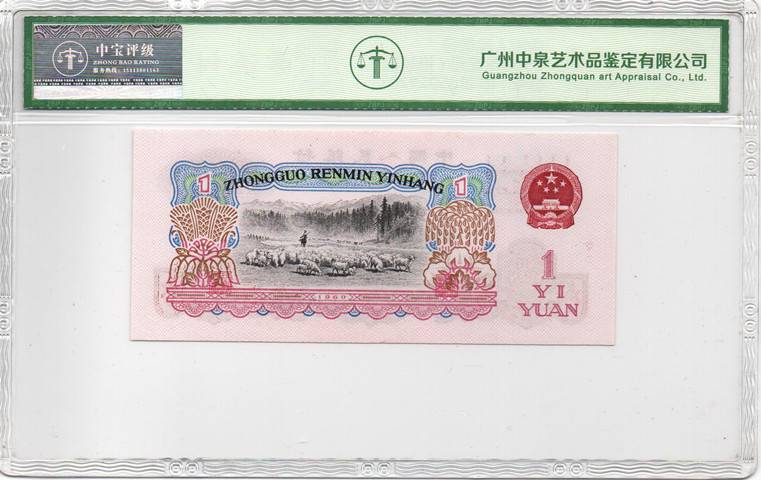 中宝评级
ZHONG BAO RATING
广州中泉艺术品鉴定有限公司
Guangzhou Zhongquan art Appraisal Co., Ltd.
1
ZHONGGUO RENMIN YINHANG
1
1960
1
YI
YUAN